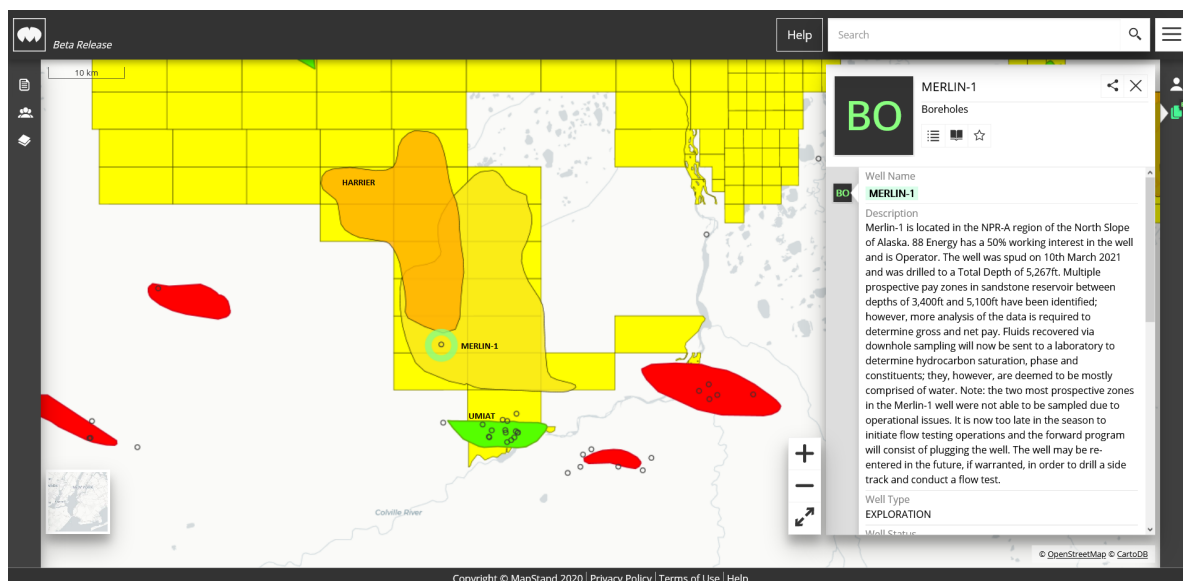 Beta Release
Help
Search
10 km
HARRIER
MERLIN-1
UMIAT
Colville River
BO
MERLIN-1
Boreholes
BO
Well Name
MERLIN-1
Description
Merlin-1 is located in the NPR-A region of the North Slope
of Alaska. 88 Energy has a 50% working interest in the well
and is Operator. The well was spud on 10th March 2021
and was drilled to a Total Depth of 5,267ft. Multiple
prospective pay zones in sandstone reservoir between
depths of 3,400ft and 5,100ft have been identified;
however, more analysis of the data is required to
determine gross and net pay. Fluids recovered via
downhole sampling will now be sent to a laboratory to
determine hydrocarbon saturation, phase and
constituents; they, however, are deemed to be mostly
comprised of water. Note: the two most prospective zones
in the Merlin-1 well were not able to be sampled due to
operational issues. It is now too late in the season to
initiate flow testing operations and the forward program
will consist of plugging the well. The well may be re-
entered in the future, if warranted, in order to drill a side
track and conduct a flow test.
Well Type
EXPLORATION
Well Status
© OpenStreetMap © CartoDB
Copyright © MapStand 2020 | Privacy Policy | Terms of Use | Help